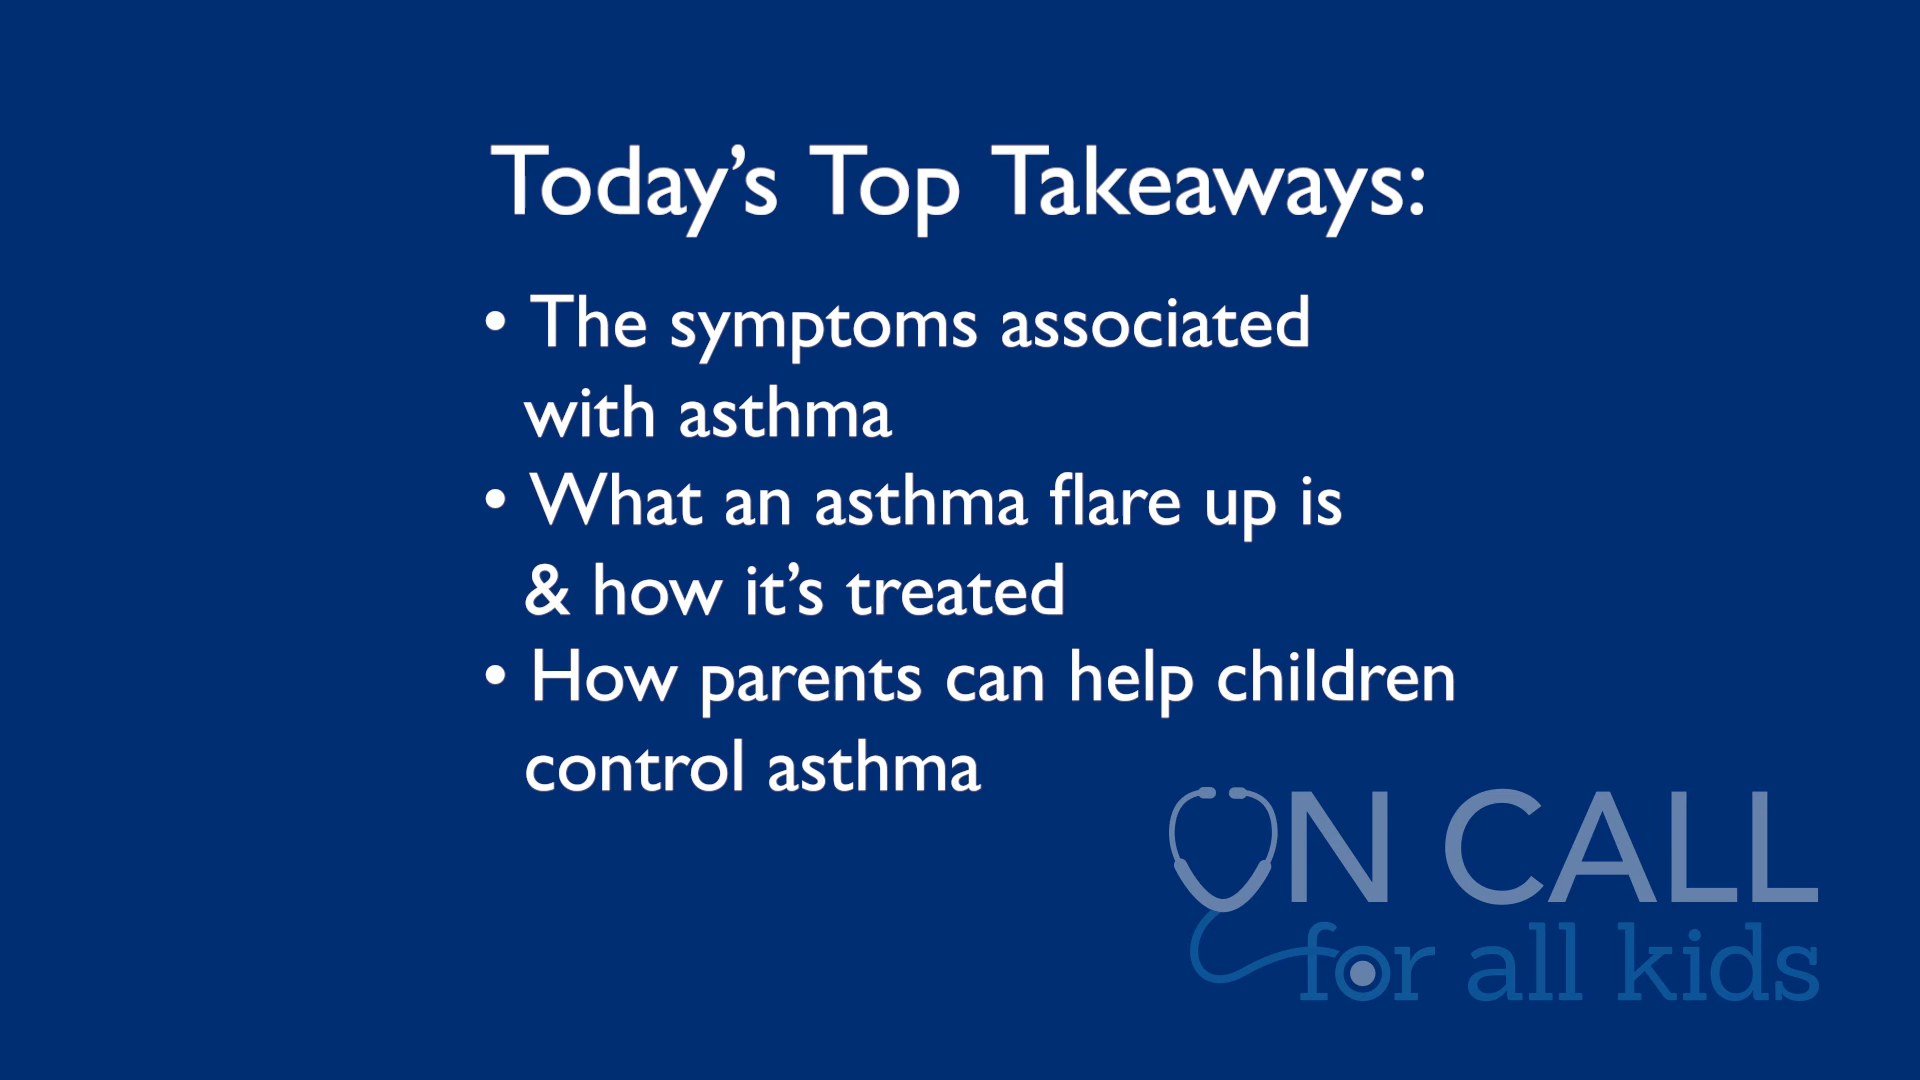 Today’s Top Takeaways:
• The symptoms associated
with asthma
• What an asthma flare up is
& how it’s treated
• How parents can help children
control asthma
ON CALL
for all kids